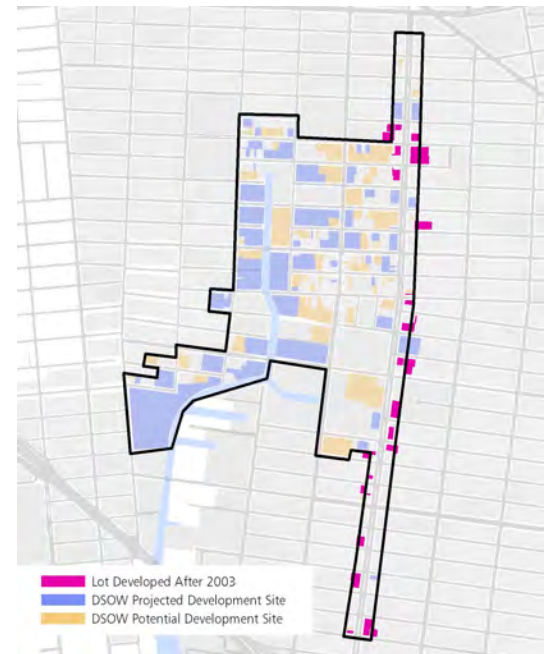 Lot Developed After 2003
DSOW Projected Development Site
DSOW Potential Development Site